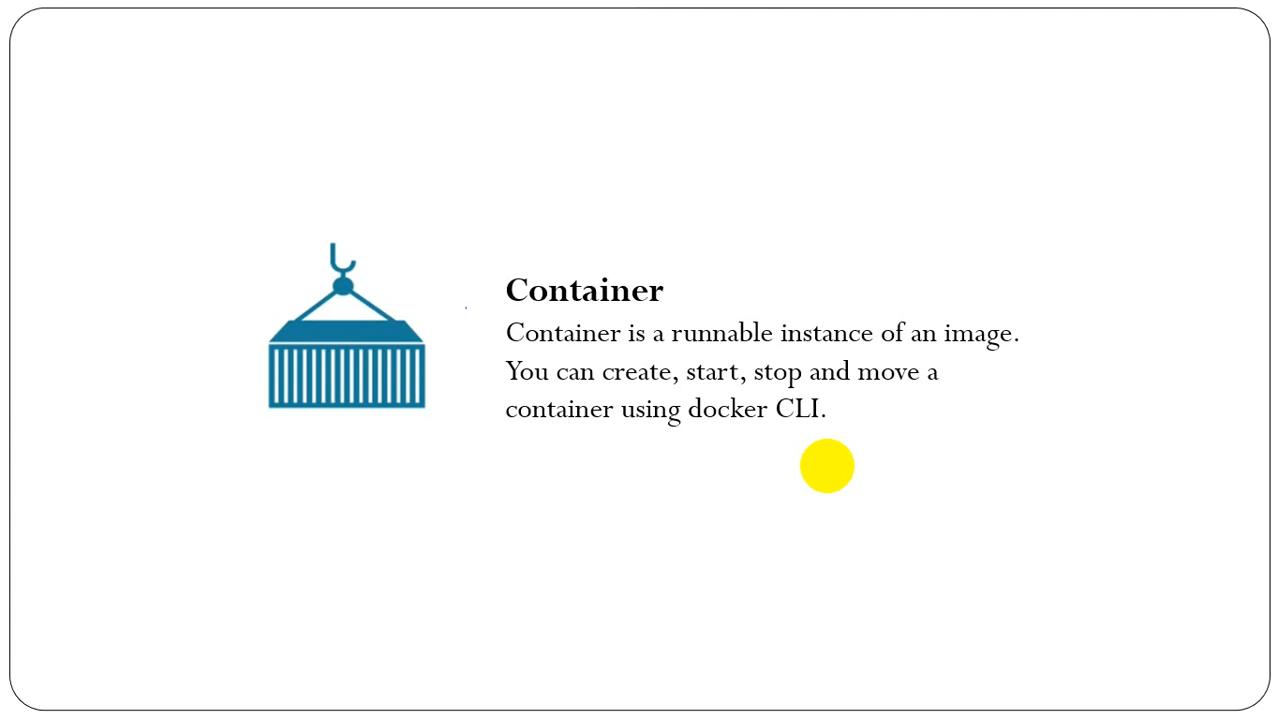 Container
Container is a runnable instance of an image.
You can create, start, stop and move a
container using docker CLI.